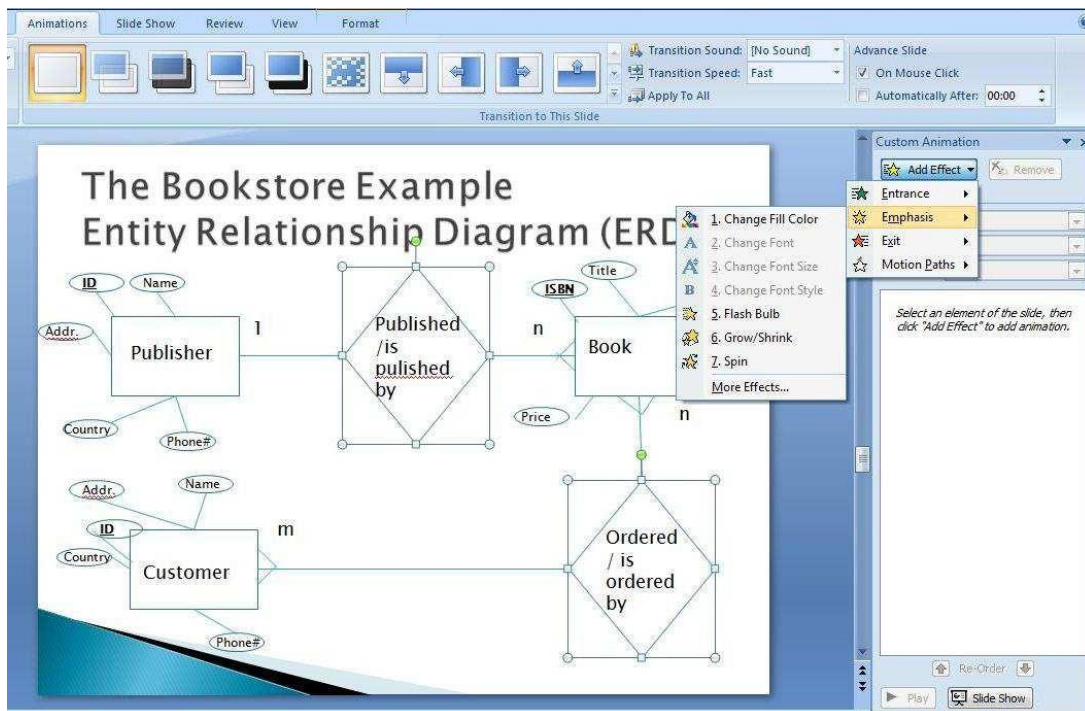 Animations Slide Show Review View Format
Transition Sound: [No Sound]
Transition Speed: Fast
Apply To All
Advance Slide
On Mouse Click
Automatically After: 00:00
Transition to This Slide
The Bookstore Example
Entity Relationship Diagram (ERD
ID
Name
Addr.
Publisher
Country
Phone#
1
Published
/is
pulished
by
n
Title
ISBN
Book
Price
n
Addr.
Name
ID
Country
Customer
Phone#
m
Ordered
/ is
ordered
by
1. Change Fill Color
2. Change Font
3. Change Font Size
4. Change Font Style
5. Flash Bulb
6. Grow/Shrink
7. Spin
More Effects...
Custom Animation
Add Effect Remove
Entrance
Emphasis
Exit
Motion Paths
Select an element of the slide, then
click "Add Effect" to add animation.
Re-Order
Play Slide Show